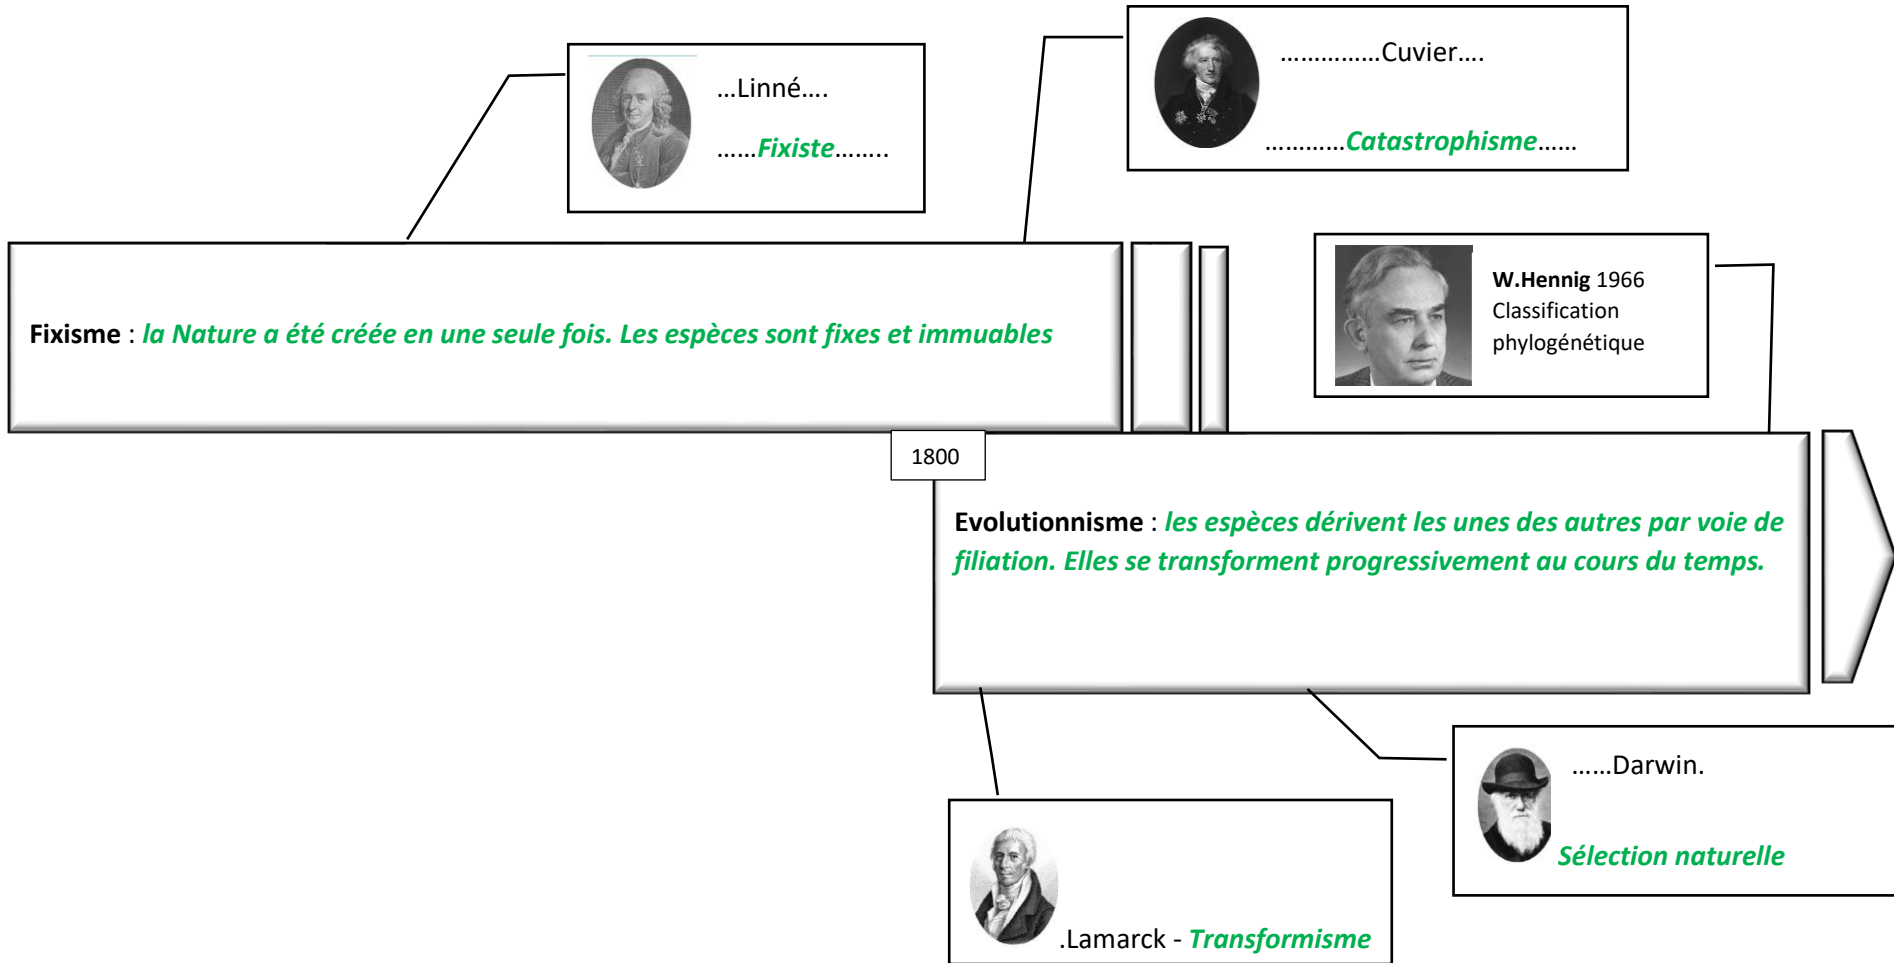 …Linné….
……Fixiste……..
……………Cuvier….
…………Catastrophisme……
Fixisme : la Nature a été créée en une seule fois. Les espèces sont fixes et immuables
W.Hennig 1966
Classification
phylogénétique
1800
Evolutionnisme : les espèces dérivent les unes des autres par voie de
filiation. Elles se transforment progressivement au cours du temps.
……Darwin.
Sélection naturelle
.Lamarck - Transformisme